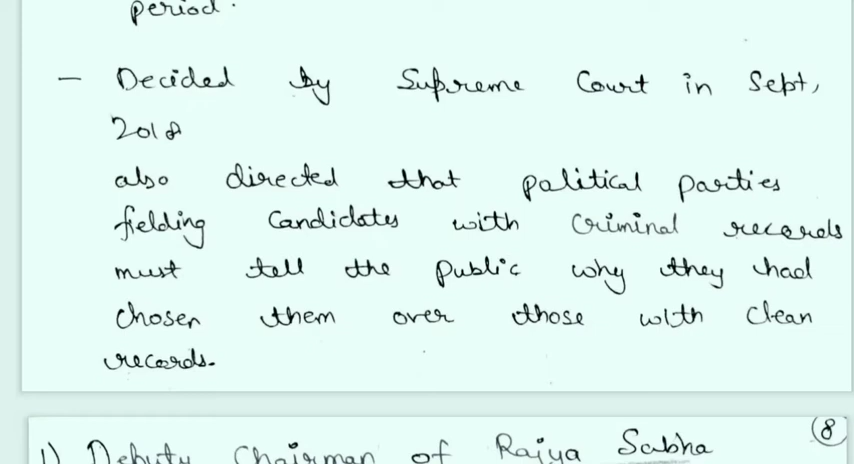 period.
- Decided by Supreme Court in Sept,
2018
also directed that political parties
fielding candidates with criminal records
must tell the public why they had
chosen them over those with clean
records.
8
1) Deputy Chairman of Rajya Sabha